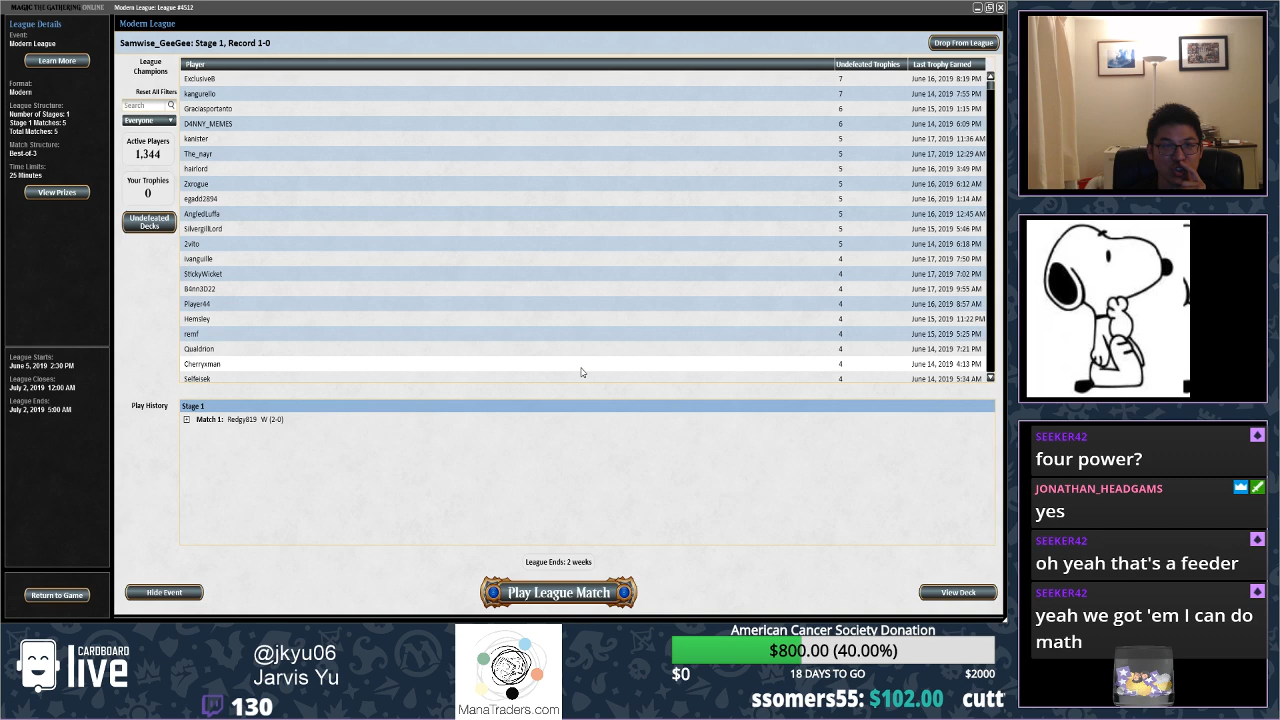 MAGIC THE GATHERING ONLINE
Modern League: League #4512
League Details
Event:
Modern League
Learn More
Format:
Modern
League Structure:
Number of Stages: 1
Stage 1 Matches: 5
Total Matches: 5
Match Structure:
Best-of-3
Time Limits:
25 Minutes
View Prizes
League Starts:
June 5, 2019 2:30 PM
League Closes:
July 2, 2019 12:00 AM
League Ends:
July 2, 2019 5:00 AM
Return to Game
Modern League
Samwise_GeeGee: Stage 1, Record 1-0
Drop From League
League
Champions
Reset All Filters
Search
Everyone
Active Players
1,344
Your Trophies
0
Undefeated
Decks
Player Undefeated Trophies Last Trophy Earned
ExclusiveB 7 June 16, 2019 8:19 PM
kangurello 7 June 14, 2019 7:55 PM
Graciasportanto 6 June 15, 2019 1:15 PM
D4NNY_MEMES 6 June 14, 2019 6:09 PM
kanister 5 June 17, 2019 11:36 AM
The_nayr 5 June 17, 2019 12:29 AM
hairlord 5 June 16, 2019 3:49 PM
2xrogue 5 June 16, 2019 6:12 AM
egadd2894 5 June 16, 2019 1:14 AM
AngledLuffa 5 June 16, 2019 12:45 AM
SilvergillLord 5 June 15, 2019 5:46 PM
2vito 5 June 14, 2019 6:18 PM
ivanguille 4 June 17, 2019 7:50 PM
StickyWicket 4 June 17, 2019 7:02 PM
B4nn3D22 4 June 17, 2019 9:55 AM
Player44 4 June 16, 2019 8:57 AM
Hemsley 4 June 15, 2019 11:22 PM
remf 4 June 15, 2019 5:25 PM
Qualdrion 4 June 14, 2019 7:21 PM
Cherryxman 4 June 14, 2019 4:13 PM
Selfeisek 4 June 14, 2019 5:34 AM
Play History
Stage 1
Match 1: Redgy819 W (2-0)
League Ends: 2 weeks
Hide Event
Play League Match
View Deck
SEEKER42
four power?
JONATHAN_HEADGAMS
yes
SEEKER42
oh yeah that's a feeder
SEEKER42
yeah we got 'em I can do
math
CARDBOARD
live
@jkyu06
Jarvis Yu
130
ManaTraders.com
American Cancer Society Donation
$800.00 (40.00%)
$0 18 DAYS TO GO $2000
ssomers55: $102.00 cutt